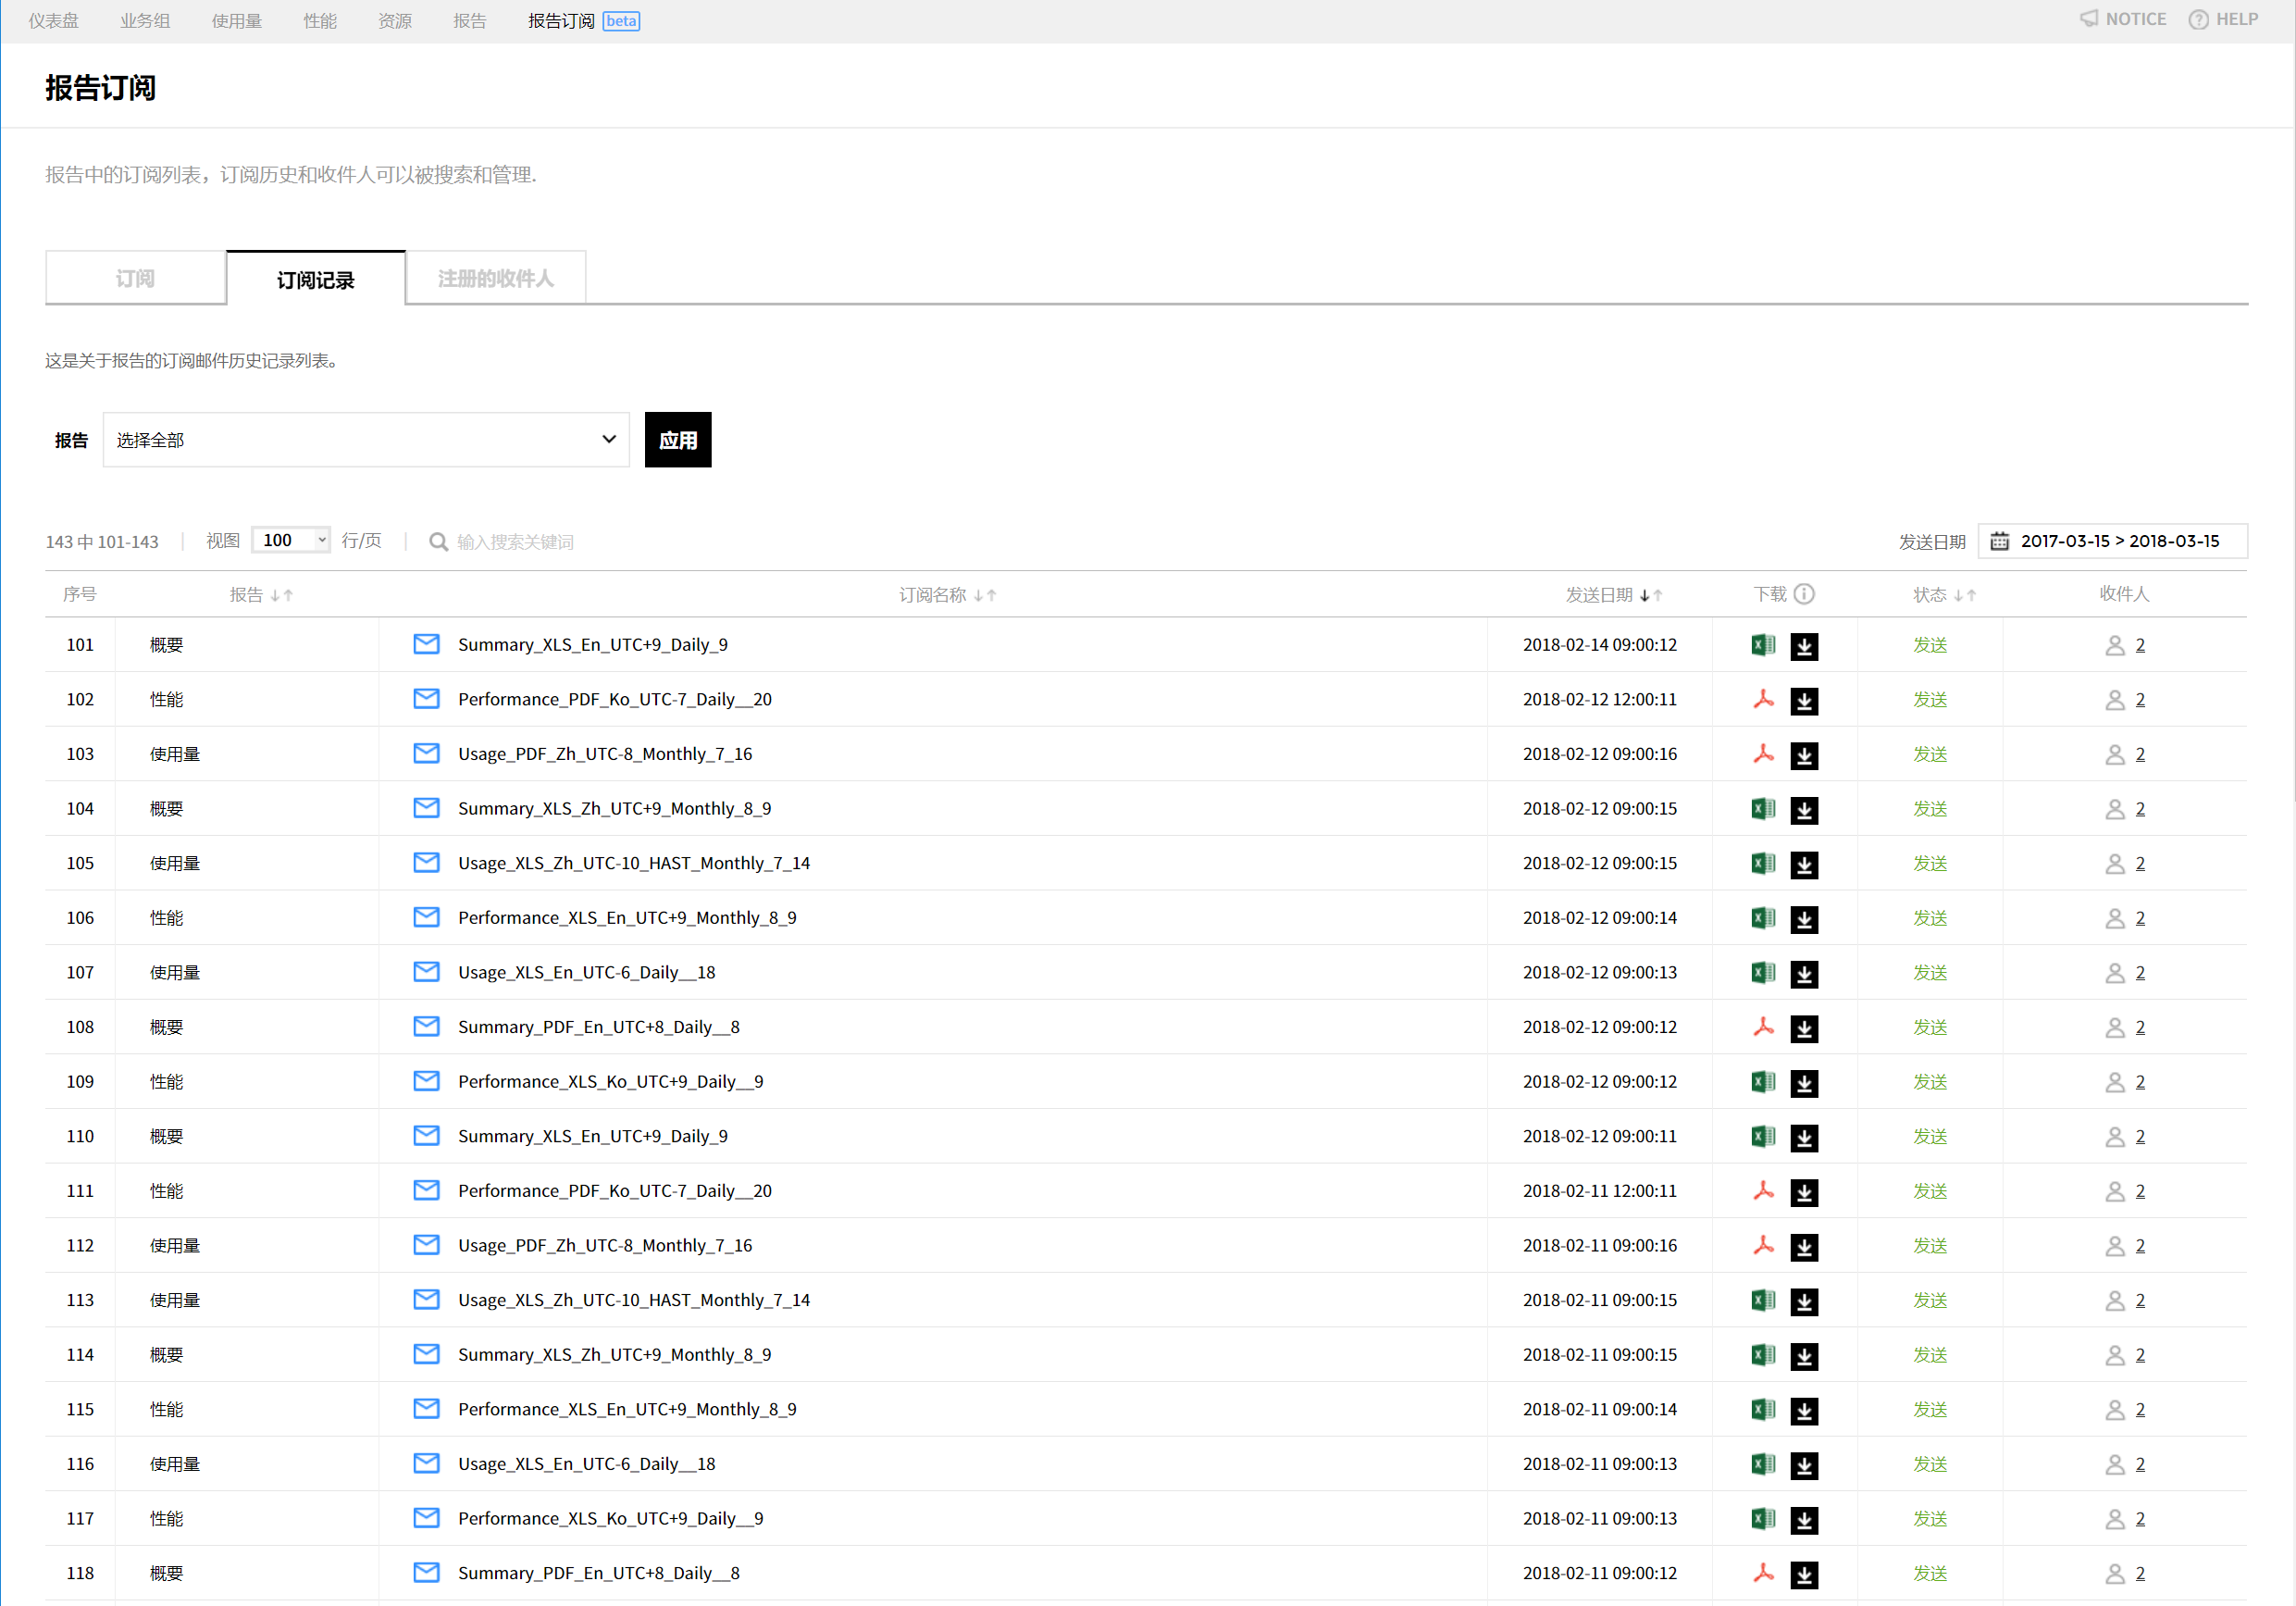 仪表盘 业务组 使用量 性能 资源 报告 报告订阅 beta NOTICE HELP
报告订阅
报告中的订阅列表，订阅历史和收件人可以被搜索和管理.
订阅 订阅记录 注册的收件人
这是关于报告的订阅邮件历史记录列表。
报告 选择全部 应用
143 中 101-143 视图 100 行/页 输入搜索关键词 发送日期 2017-03-15 > 2018-03-15
序号 报告 订阅名称 发送日期 下载 状态 收件人
101 概要 Summary_XLS_En_UTC+9_Daily_9 2018-02-14 09:00:12 发送 2
102 性能 Performance_PDF_Ko_UTC-7_Daily__20 2018-02-12 12:00:11 发送 2
103 使用量 Usage_PDF_Zh_UTC-8_Monthly_7_16 2018-02-12 09:00:16 发送 2
104 概要 Summary_XLS_Zh_UTC+9_Monthly_8_9 2018-02-12 09:00:15 发送 2
105 使用量 Usage_XLS_Zh_UTC-10_HAST_Monthly_7_14 2018-02-12 09:00:15 发送 2
106 性能 Performance_XLS_En_UTC+9_Monthly_8_9 2018-02-12 09:00:14 发送 2
107 使用量 Usage_XLS_En_UTC-6_Daily__18 2018-02-12 09:00:13 发送 2
108 概要 Summary_PDF_En_UTC+8_Daily__8 2018-02-12 09:00:12 发送 2
109 性能 Performance_XLS_Ko_UTC+9_Daily__9 2018-02-12 09:00:12 发送 2
110 概要 Summary_XLS_En_UTC+9_Daily_9 2018-02-12 09:00:11 发送 2
111 性能 Performance_PDF_Ko_UTC-7_Daily__20 2018-02-11 12:00:11 发送 2
112 使用量 Usage_PDF_Zh_UTC-8_Monthly_7_16 2018-02-11 09:00:16 发送 2
113 使用量 Usage_XLS_Zh_UTC-10_HAST_Monthly_7_14 2018-02-11 09:00:15 发送 2
114 概要 Summary_XLS_Zh_UTC+9_Monthly_8_9 2018-02-11 09:00:15 发送 2
115 性能 Performance_XLS_En_UTC+9_Monthly_8_9 2018-02-11 09:00:14 发送 2
116 使用量 Usage_XLS_En_UTC-6_Daily__18 2018-02-11 09:00:13 发送 2
117 性能 Performance_XLS_Ko_UTC+9_Daily__9 2018-02-11 09:00:13 发送 2
118 概要 Summary_PDF_En_UTC+8_Daily__8 2018-02-11 09:00:12 发送 2